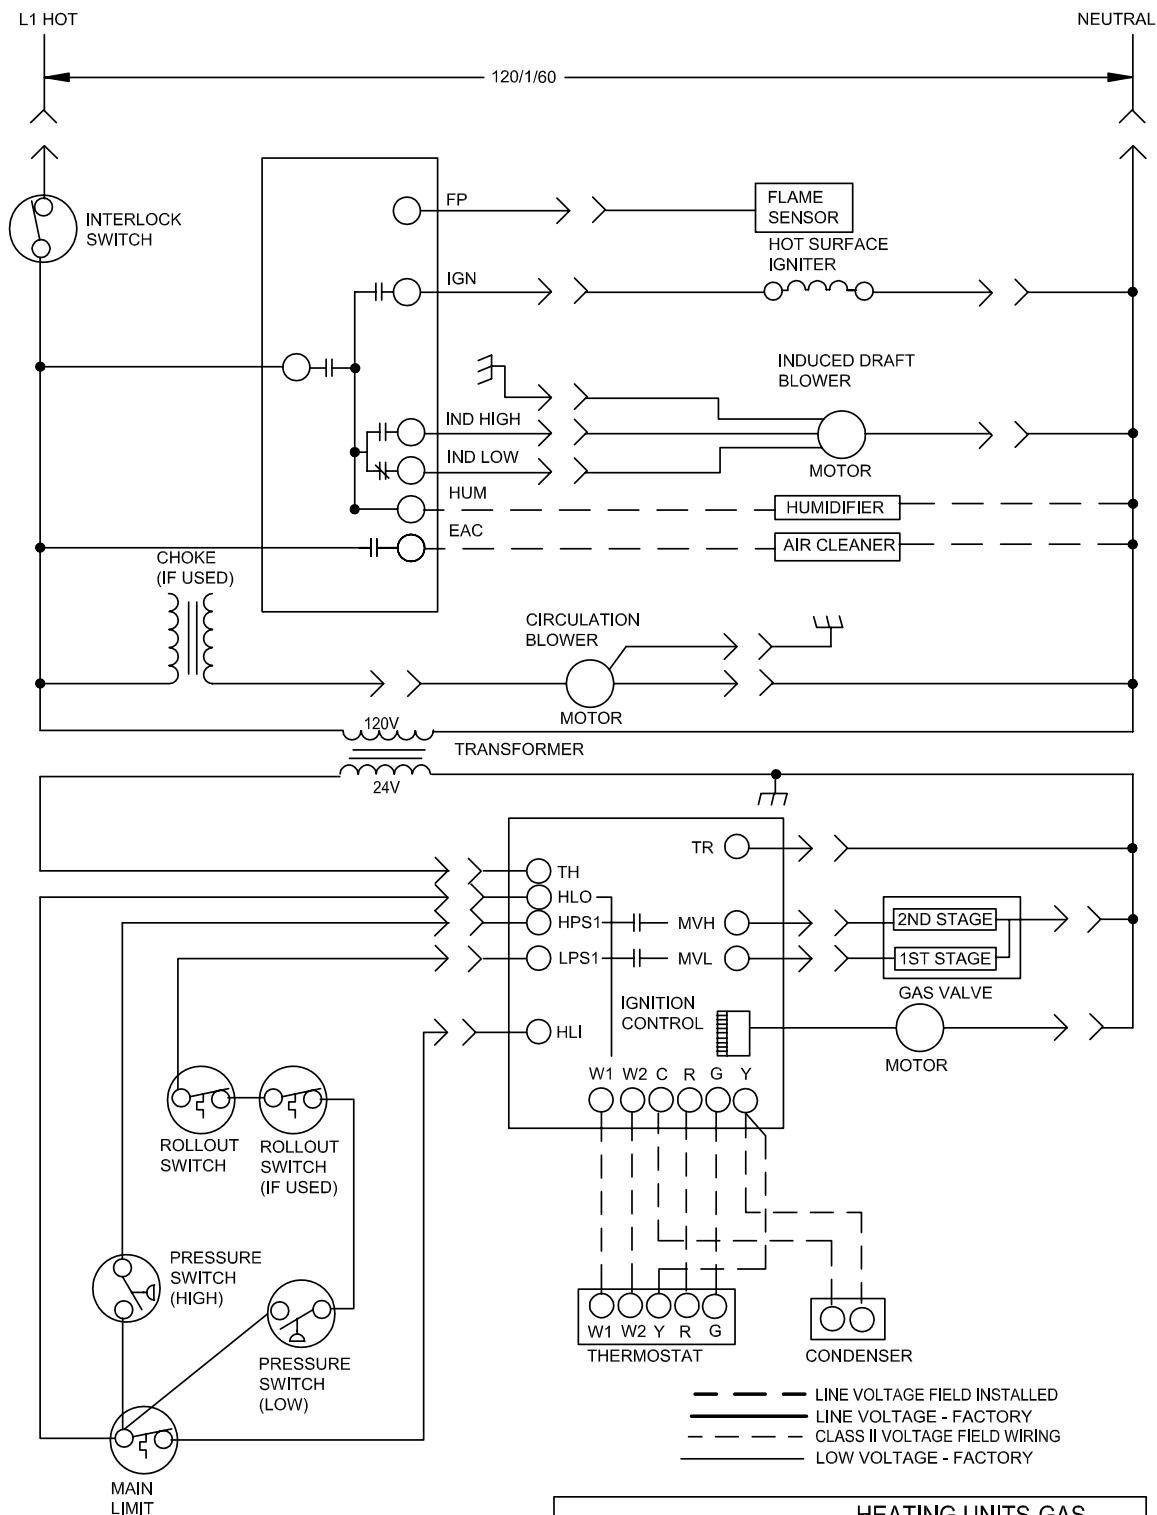 L1 HOT
NEUTRAL
120/1/60
INTERLOCK
SWITCH
FP
FLAME
SENSOR
HOT SURFACE
IGNITER
IGN
INDUCED DRAFT
BLOWER
IND HIGH
IND LOW
MOTOR
HUM
HUMIDIFIER
EAC
AIR CLEANER
CHOKE
(IF USED)
CIRCULATION
BLOWER
MOTOR
120V
TRANSFORMER
24V
TR
TH
HLO
HPS1
MVH
2ND STAGE
LPS1
MVL
1ST STAGE
GAS VALVE
IGNITION
CONTROL
HLI
MOTOR
W1 W2 C R G Y
ROLLOUT
SWITCH
ROLLOUT
SWITCH
(IF USED)
PRESSURE
SWITCH
(HIGH)
W1 W2 Y R G
THERMOSTAT
CONDENSER
PRESSURE
SWITCH
(LOW)
LINE VOLTAGE FIELD INSTALLED
LINE VOLTAGE - FACTORY
CLASS II VOLTAGE FIELD WIRING
LOW VOLTAGE - FACTORY
MAIN
LIMIT
HEATING UNITS-GAS